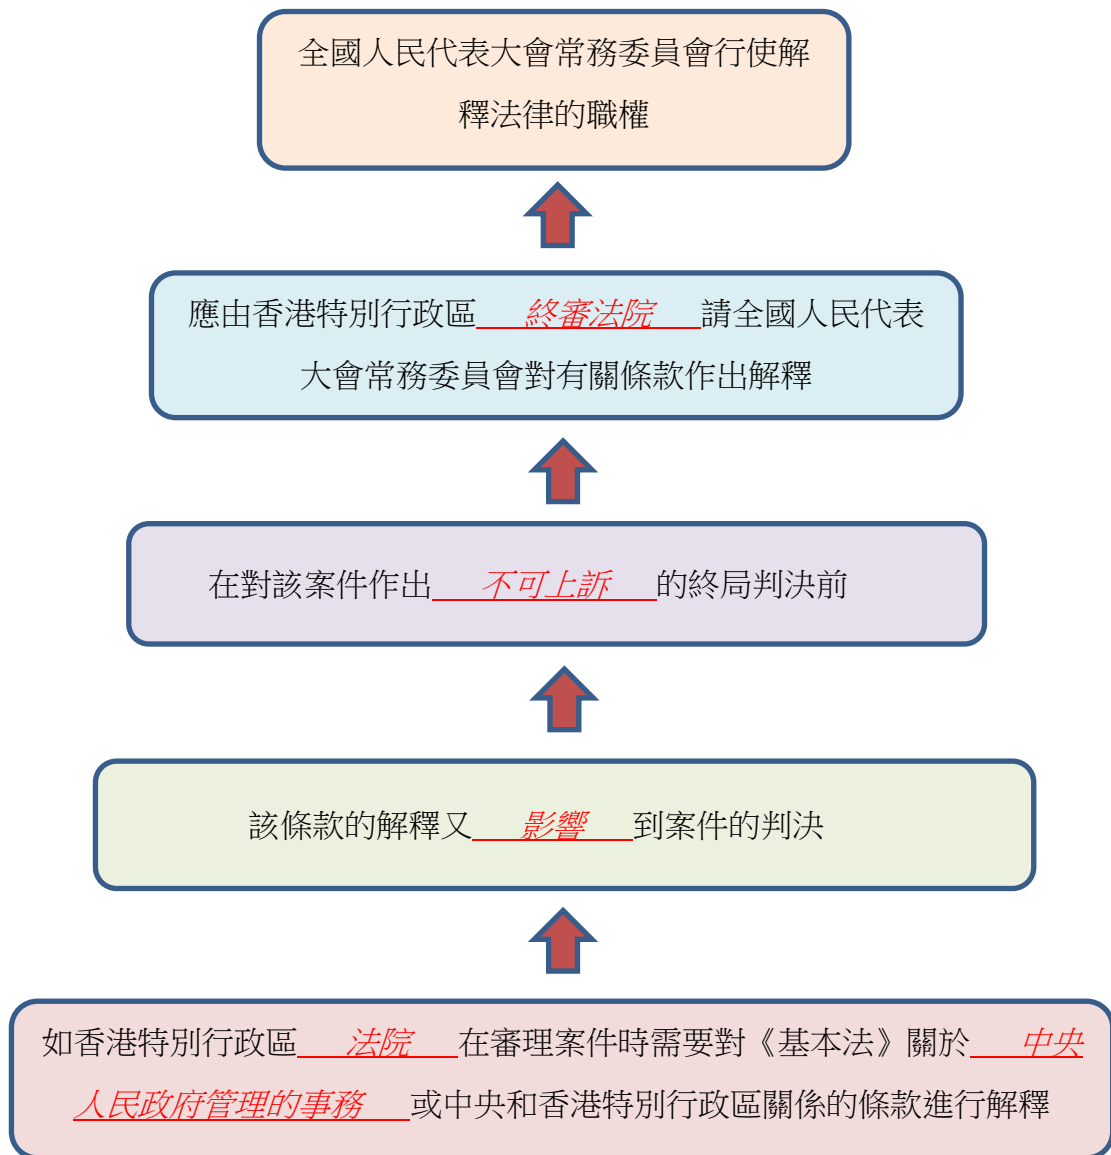 全國人民代表大會常務委員會行使解
釋法律的職權
應由香港特別行政區 終審法院 請全國人民代表
大會常務委員會對有關條款作出解釋
在對該案件作出 不可上訴 的終局判決前
該條款的解釋又 影響 到案件的判決
如香港特別行政區 法院 在審理案件時需要對《基本法》關於 中央
人民政府管理的事務 或中央和香港特別行政區關係的條款進行解釋